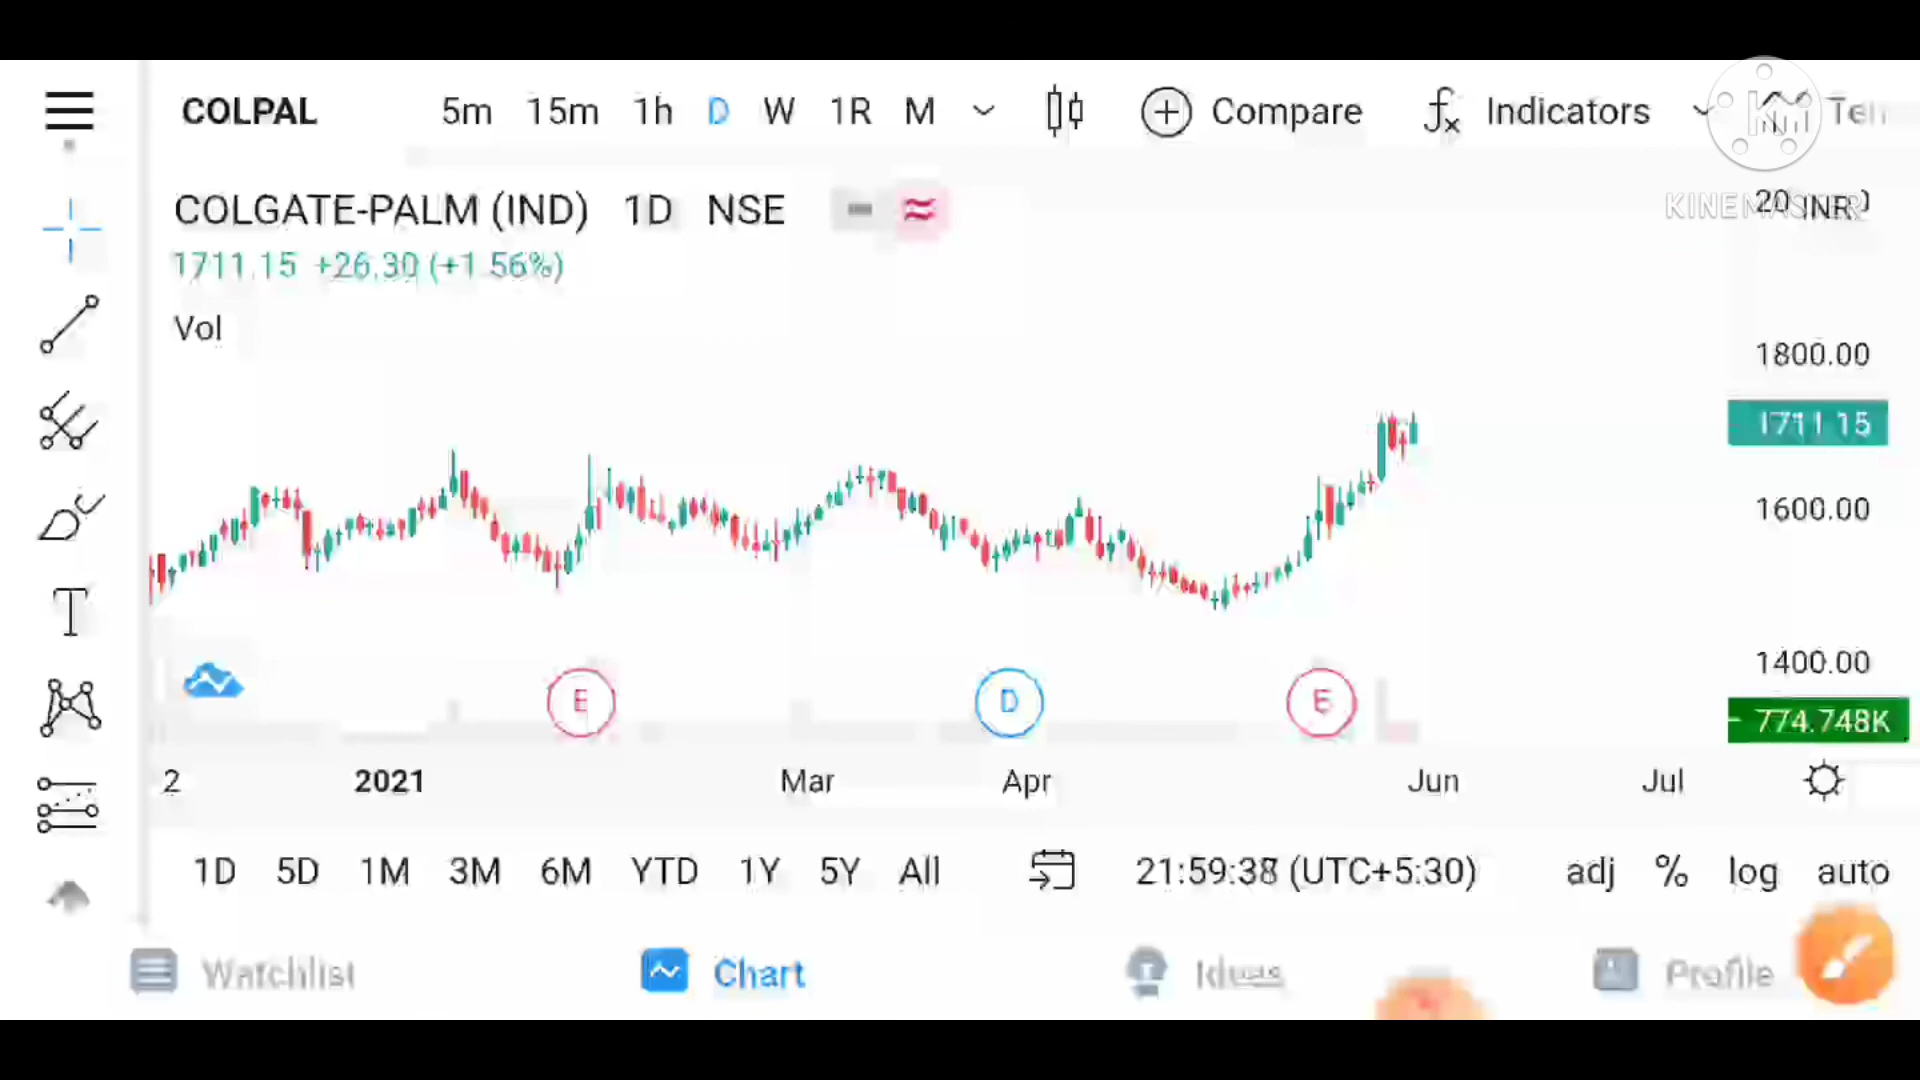 COLPAL 5m 15m 1h D W 1R M Compare Indicators
KM
KINEMASTER
COLGATE-PALM (IND) 1D NSE
INR
1711.15 +26.30 (+1.56%)
Vol
1800.00
1711.15
1600.00
1400.00
E D E
774.748K
2 2021 Mar Apr Jun Jul
1D 5D 1M 3M 6M YTD 1Y 5Y All 21:59:38 (UTC+5:30) adj % log auto
Watchlist Chart Ideas Profile